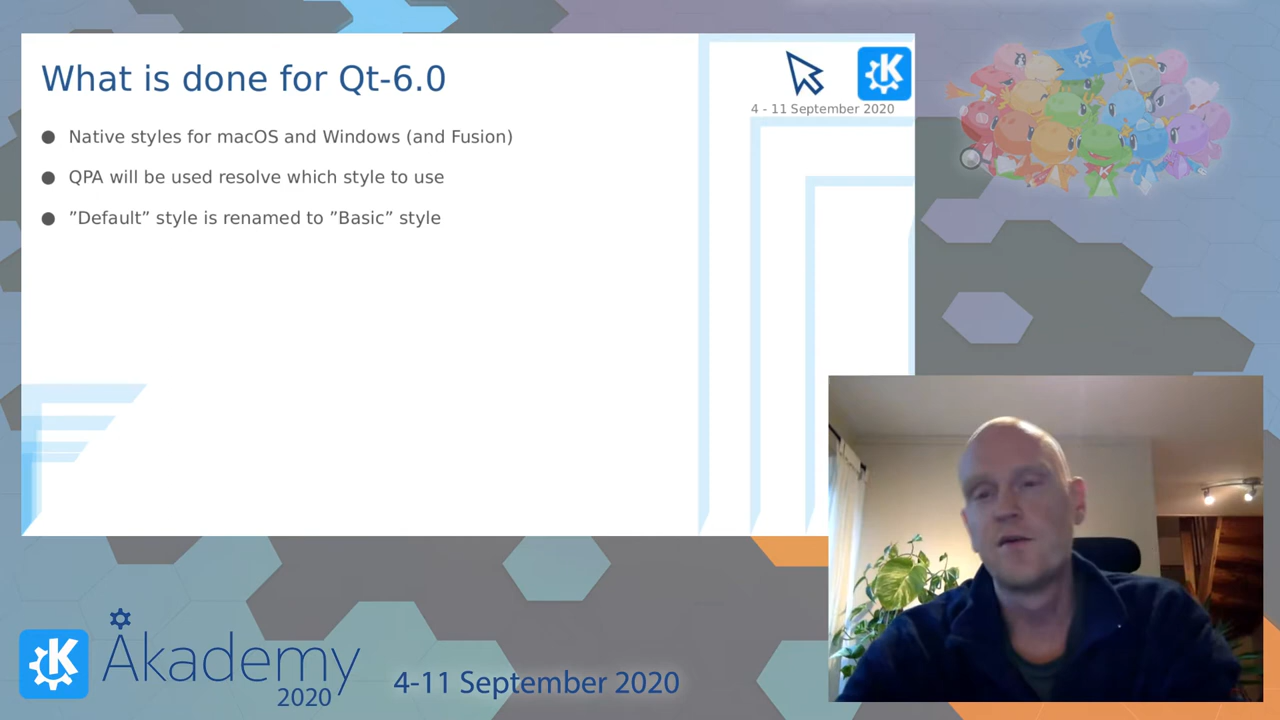 What is done for Qt-6.0
4 - 11 September 2020
● Native styles for macOS and Windows (and Fusion)
● QPA will be used resolve which style to use
● ”Default” style is renamed to ”Basic” style
Akademy
2020
4-11 September 2020